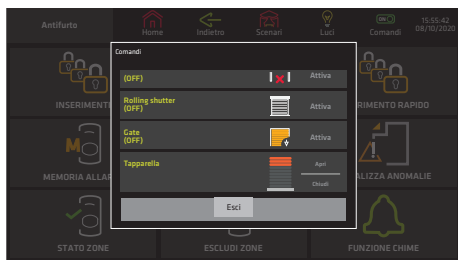 Antifurto
Home
Indietro
Scenari
Luci
ON
Comandi
15:55:42
08/10/2020
Comandi
(OFF)
Attiva
Rolling shutter
(OFF)
Attiva
Gate
(OFF)
Attiva
Tapparella
Apri
Chiudi
Esci
INSERIMENT
RIMENTO RAPIDO
M
MEMORIA ALLAR
ALIZZA ANOMALIE
STATO ZONE
ESCLUDI ZONE
FUNZIONE CHIME